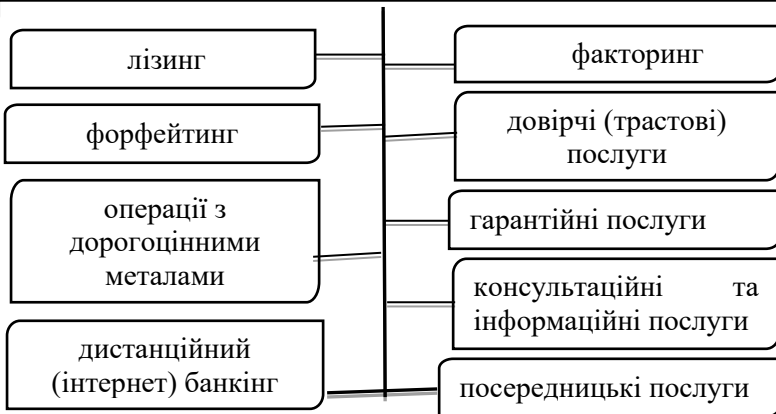 лізинг
факторинг
форфейтинг
довірчі (трастові)
послуги
операції з
дорогоцінними
металами
гарантійні послуги
консультаційні та
інформаційні послуги
дистанційний
(інтернет) банкінг
посередницькі послуги